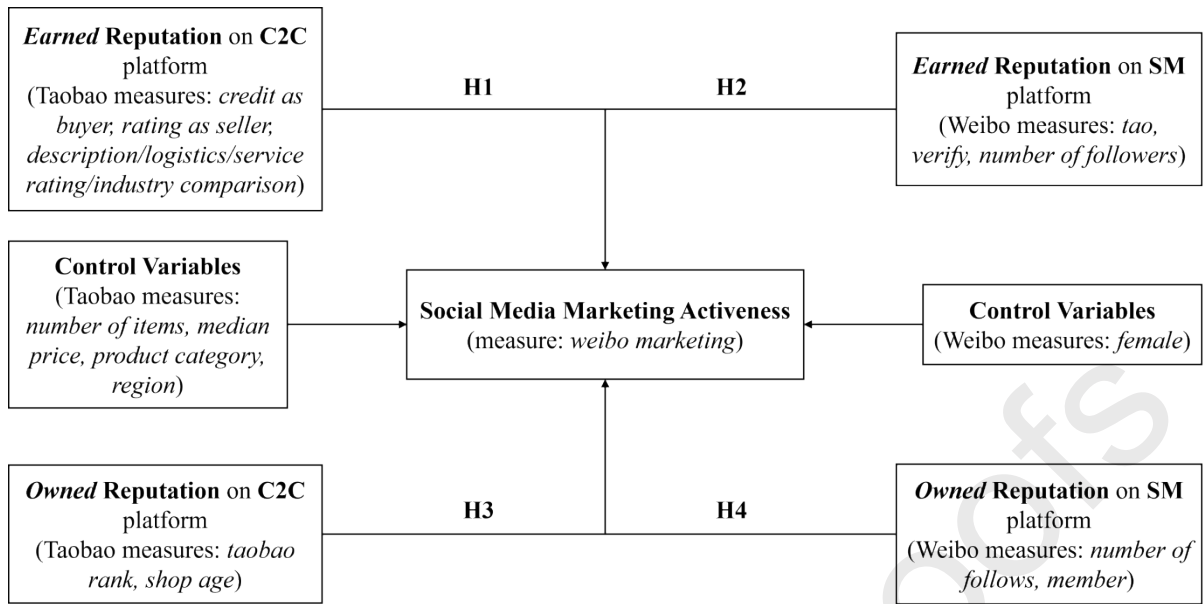 Earned Reputation on C2C
platform
(Taobao measures: credit as
buyer, rating as seller,
description/logistics/service
rating/industry comparison)
H1
H2
Earned Reputation on SM
platform
(Weibo measures: tao,
verify, number of followers)
Control Variables
(Taobao measures:
number of items, median
price, product category,
region)
Social Media Marketing Activeness
(measure: weibo marketing)
Control Variables
(Weibo measures: female)
Owned Reputation on C2C
platform
(Taobao measures: taobao
rank, shop age)
H3
H4
Owned Reputation on SM
platform
(Weibo measures: number of
follows, member)